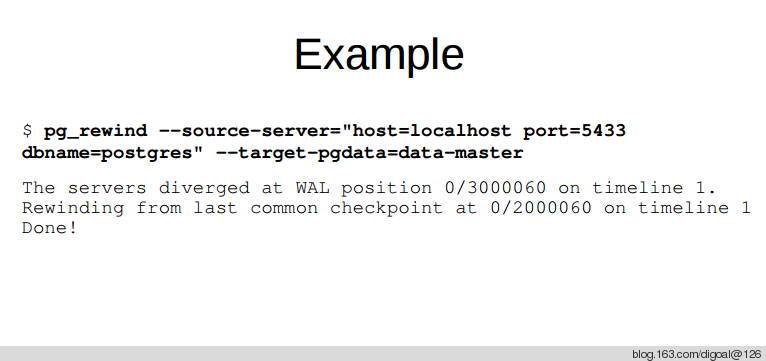 Example
$ pg_rewind --source-server="host=localhost port=5433
dbname=postgres" --target-pgdata=data-master
The servers diverged at WAL position 0/3000060 on timeline 1.
Rewinding from last common checkpoint at 0/2000060 on timeline 1
Done!
blog.163.com/digoal@126